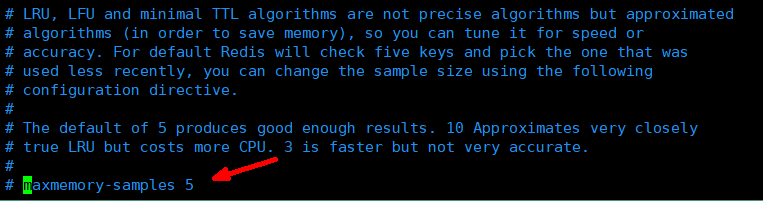 # LRU, LFU and minimal TTL algorithms are not precise algorithms but approximated
# algorithms (in order to save memory), so you can tune it for speed or
# accuracy. For default Redis will check five keys and pick the one that was
# used less recently, you can change the sample size using the following
# configuration directive.
#
# The default of 5 produces good enough results. 10 Approximates very closely
# true LRU but costs more CPU. 3 is faster but not very accurate.
#
# maxmemory-samples 5